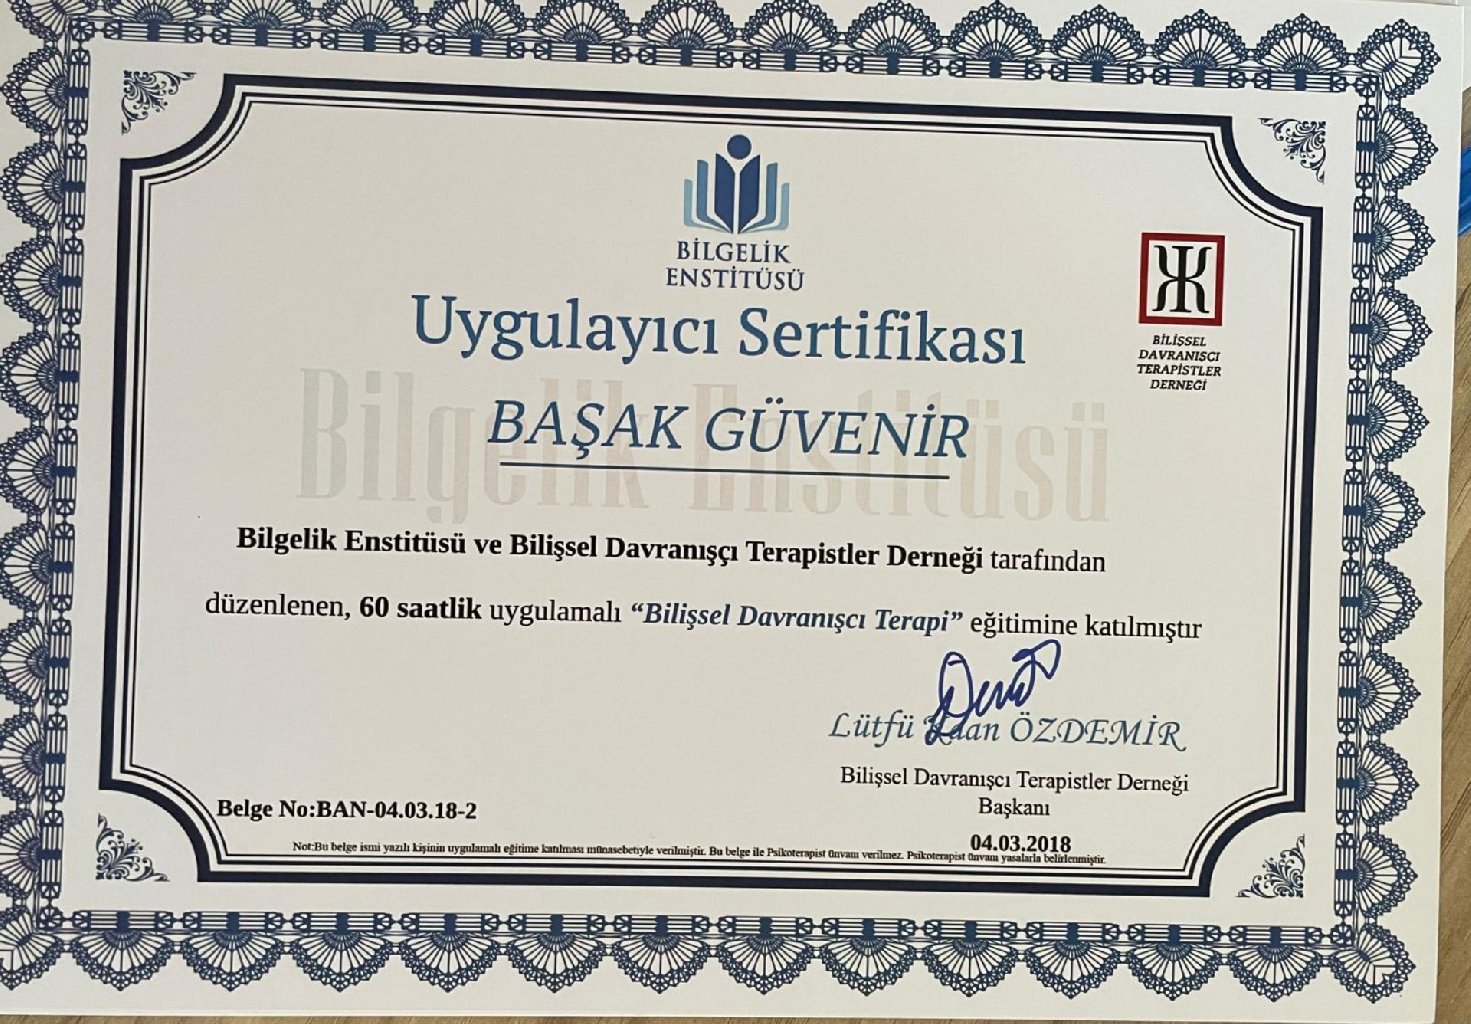 BİLGELİK
ENSTİTÜSÜ
Uygulayıcı Sertifikası
BİLİŞSEL
DAVRANIŞCI
TERAPİSTLER
DERNEĞİ
Bilgelik Enstitüsü
BAŞAK GÜVENİR
Bilgelik Enstitüsü ve Bilişsel Davranışçı Terapistler Derneği tarafından
düzenlenen, 60 saatlik uygulamalı “Bilişsel Davranışcı Terapi” eğitimine katılmıştır
Lütfü ÖZDEMİR
Bilişsel Davranışcı Terapistler Derneği
Başkanı
Belge No:BAN-04.03.18-2
04.03.2018
Not:Bu belge ismi yazılı kişinin uygulamalı eğitime katılması münasebetiyle verilmiştir. Bu belge ile Psikoterapist ünvanı verilmez. Psikoterapist ünvanı yasalarla belirlenmiştir.